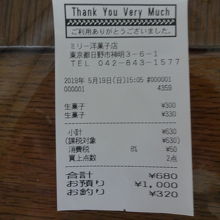 Thank You Very Much
ご利用ありがとうございました。
ミリー洋菓子店
東京都日野市神明3-6-1
TEL 042-843-1577
2019年 5月19日(日)15:05 #000001
000001 4359
生菓子 ¥300
生菓子 ¥330
小計 ¥630
(課税対象 ¥630)
消費税 8% ¥50
買上点数 2点
合計 ¥680
お預り ¥1,000
お釣り ¥320